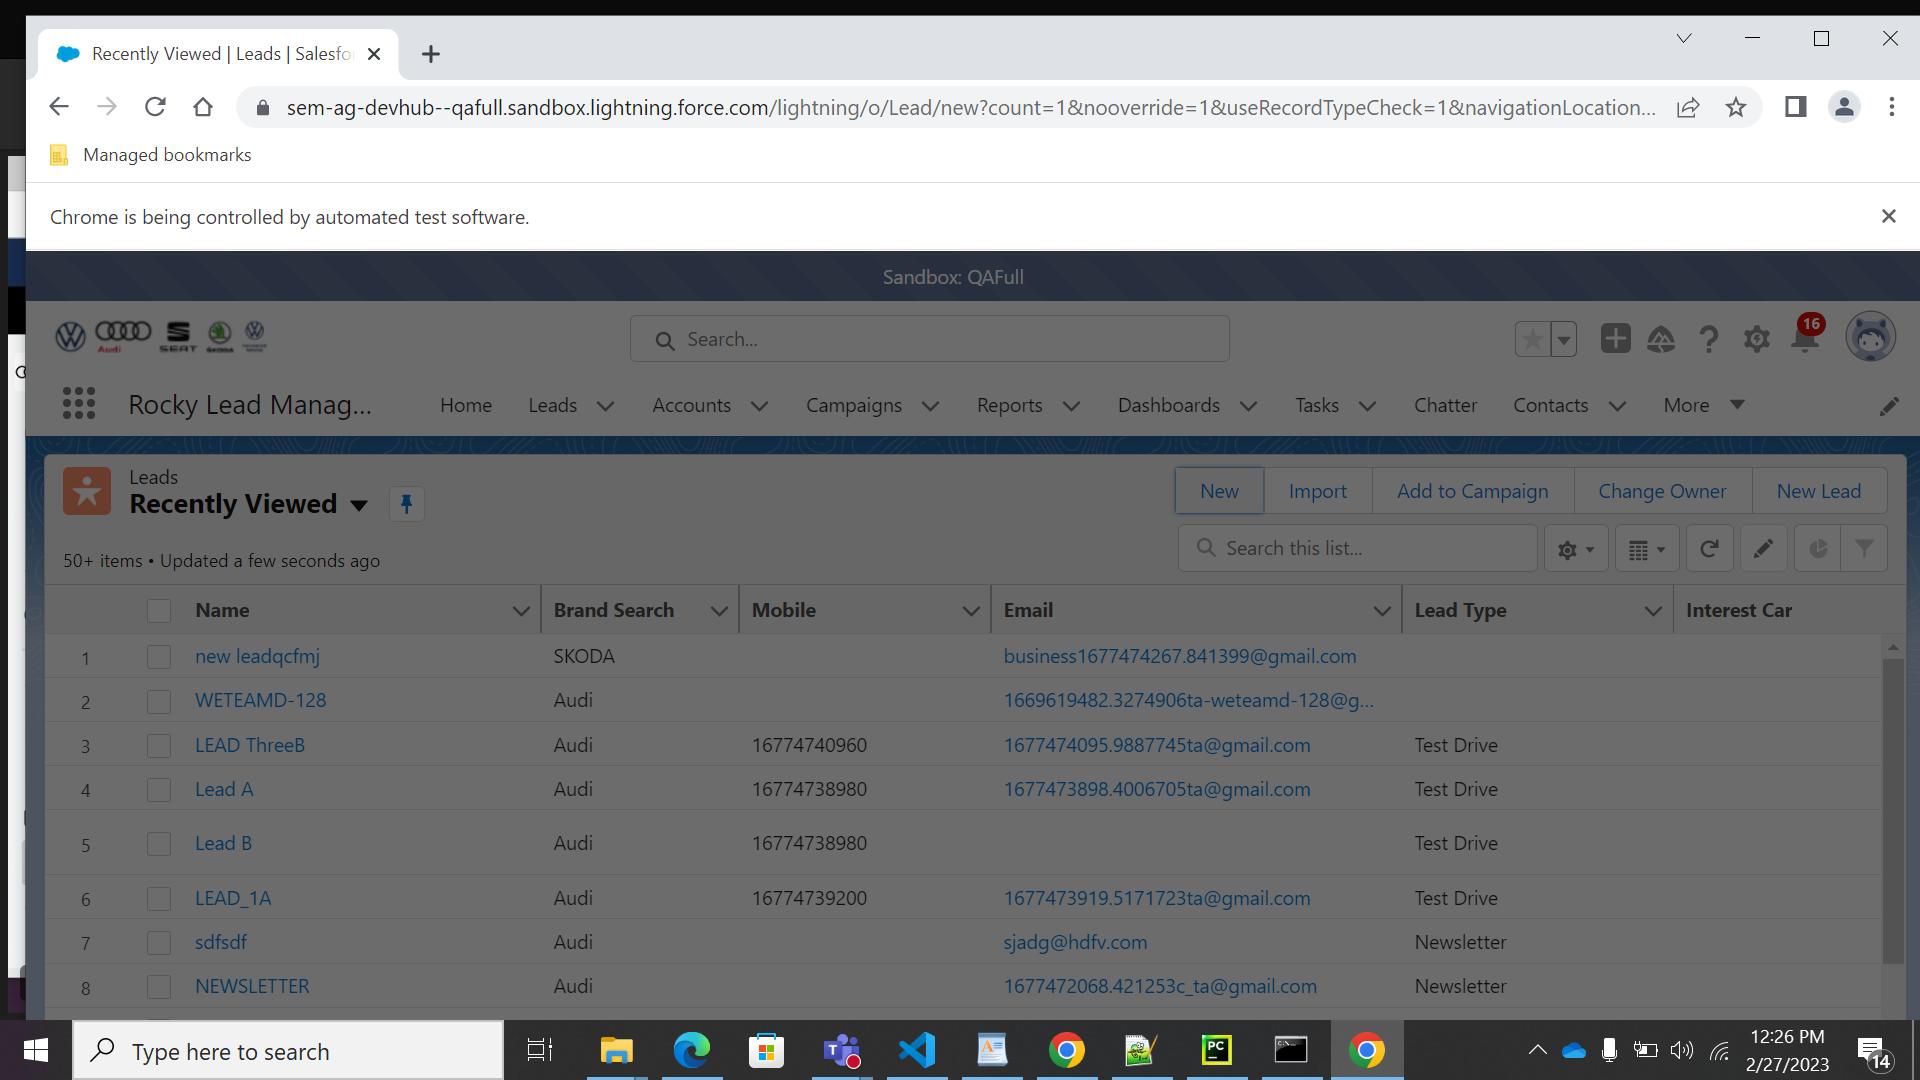 Recently Viewed | Leads | Salesfo
sem-ag-devhub--qafull.sandbox.lightning.force.com/lightning/o/Lead/new?count=1&nooverride=1&useRecordTypeCheck=1&navigationLocation...
Managed bookmarks
Chrome is being controlled by automated test software.
Sandbox: QAFull
Audi SEAT SKODA
Search...
16
Rocky Lead Manag...
Home Leads Accounts Campaigns Reports Dashboards Tasks Chatter Contacts More
Leads
Recently Viewed
New Import Add to Campaign Change Owner New Lead
Search this list...
50+ items • Updated a few seconds ago
Name Brand Search Mobile Email Lead Type Interest Car
1 new leadqcfmj SKODA business1677474267.841399@gmail.com
2 WETEAMD-128 Audi 1669619482.3274906ta-weteamd-128@g...
3 LEAD ThreeB Audi 16774740960 1677474095.9887745ta@gmail.com Test Drive
4 Lead A Audi 16774738980 1677473898.4006705ta@gmail.com Test Drive
5 Lead B Audi 16774738980 Test Drive
6 LEAD_1A Audi 16774739200 1677473919.5171723ta@gmail.com Test Drive
7 sdfsdf Audi sjadg@hdfv.com Newsletter
8 NEWSLETTER Audi 1677472068.421253c_ta@gmail.com Newsletter
Type here to search
PC
12:26 PM
2/27/2023
14